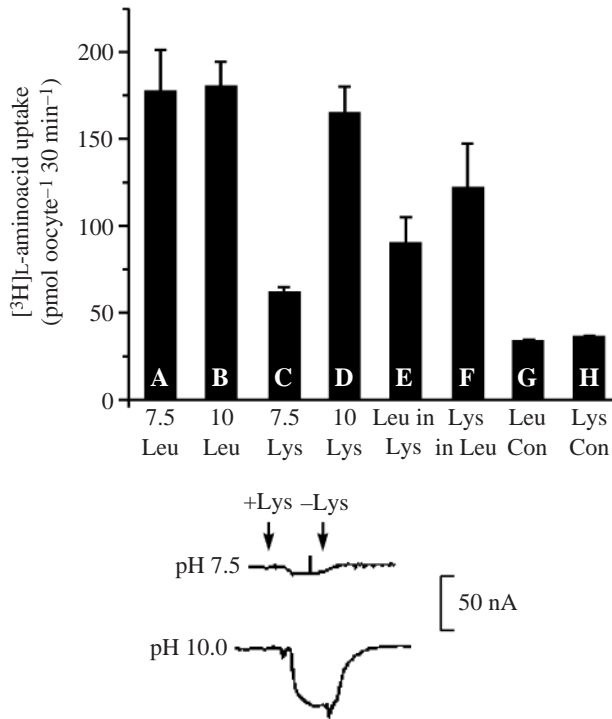 [³H]L-aminoacid uptake
(pmol oocyte⁻¹ 30 min⁻¹)
200
150
100
50
0
A B C D E F G H
7.5 10 7.5 10 Leu in Lys Leu Lys
Leu Leu Lys Lys Lys in Leu Con Con
+Lys –Lys
pH 7.5
50 nA
pH 10.0